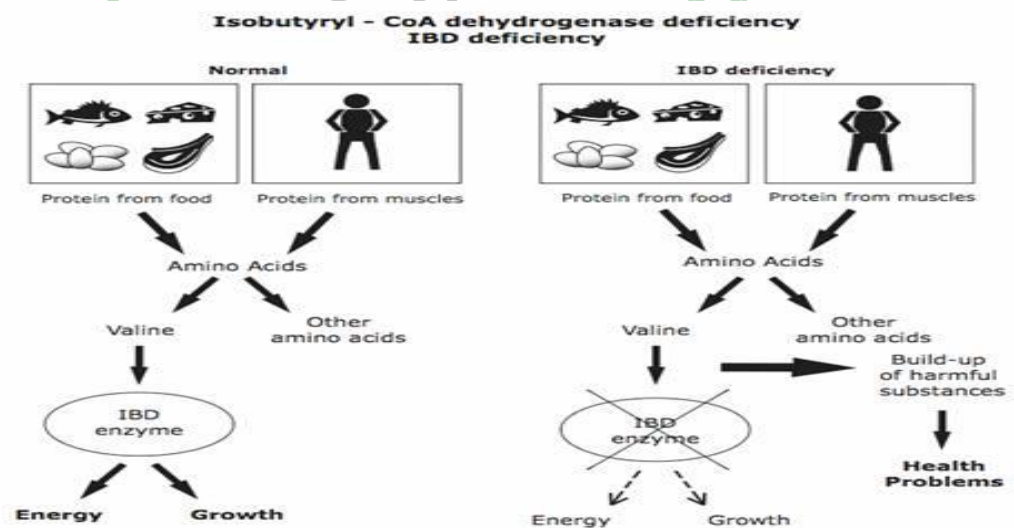 Isobutyryl - CoA dehydrogenase deficiency
IBD deficiency
Normal
Protein from food
Protein from muscles
Amino Acids
Valine
Other
amino acids
IBD
enzyme
Energy
Growth
IBD deficiency
Protein from food
Protein from muscles
Amino Acids
Valine
Other
amino acids
Build-up
of harmful
substances
IBD
enzyme
Health
Problems
Energy
Growth